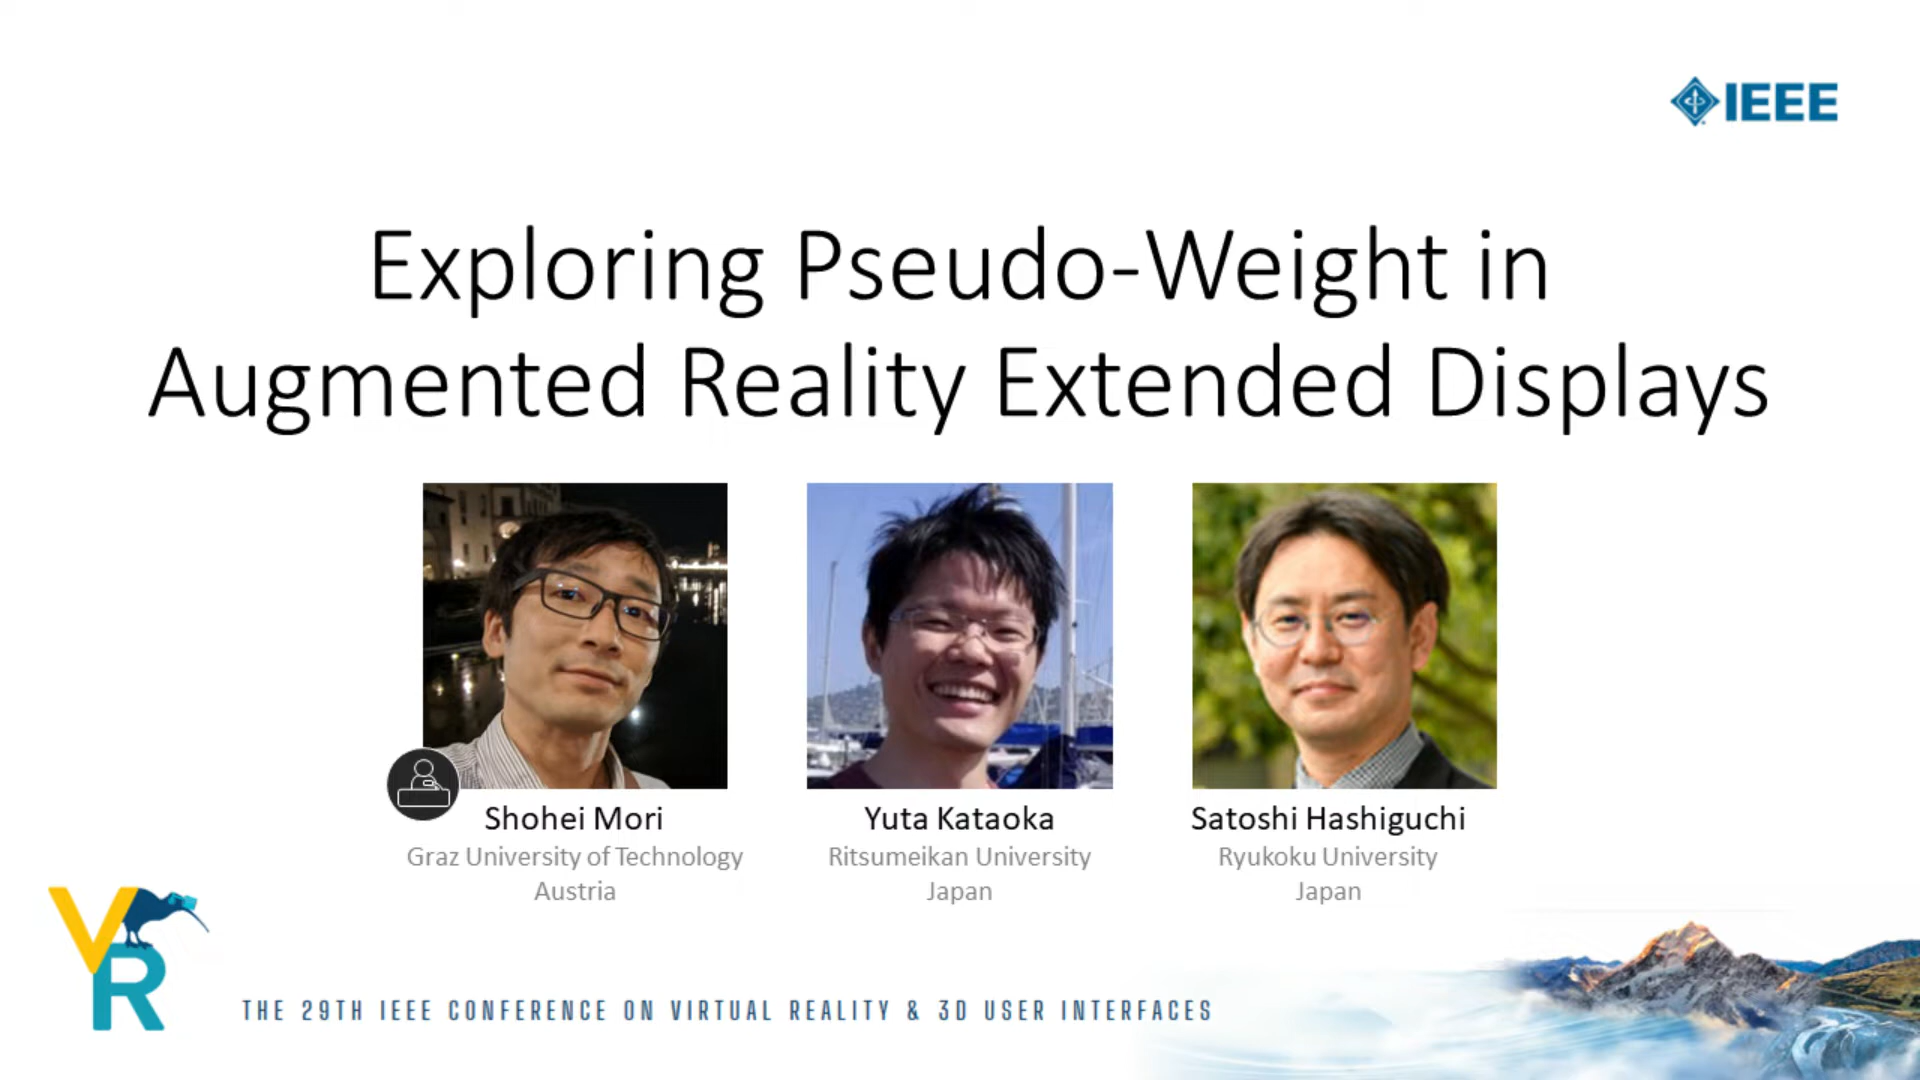 IEEE
Exploring Pseudo-Weight in
Augmented Reality Extended Displays
Shohei Mori
Graz University of Technology
Austria
Yuta Kataoka
Ritsumeikan University
Japan
Satoshi Hashiguchi
Ryukoku University
Japan
VR
THE 29TH IEEE CONFERENCE ON VIRTUAL REALITY & 3D USER INTERFACES